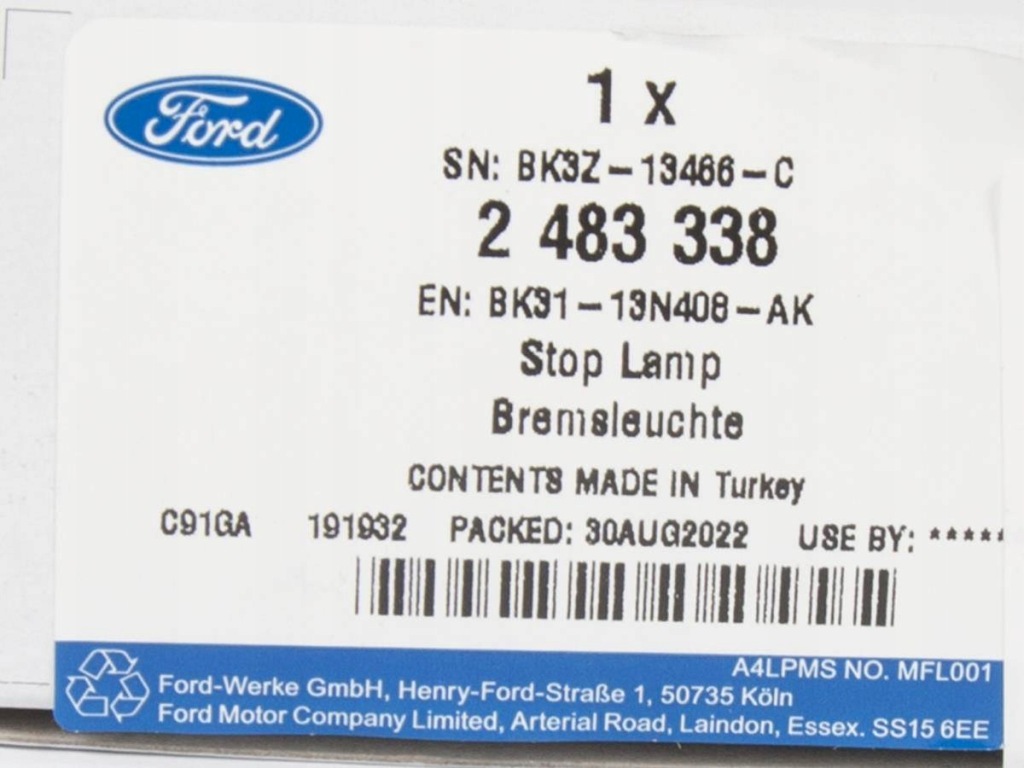 Ford
1 x
SN: BK3Z-13466-C
2 483 338
EN: BK31-13N408-AK
Stop Lamp
Bremsleuchte
CONTENTS MADE IN Turkey
C91GA 191932 PACKED: 30AUG2022 USE BY: *****
A4LPMS NO. MFL001
Ford-Werke GmbH, Henry-Ford-Straße 1, 50735 Köln
Ford Motor Company Limited, Arterial Road, Laindon, Essex. SS15 6EE